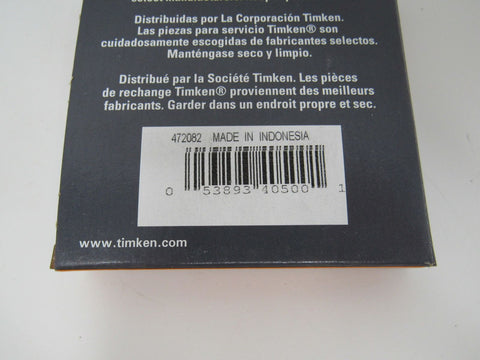 Distribuidas por La Corporación Timken.
Las piezas para servicio Timken® son
cuidadosamente escogidas de fabricantes selectos.
Manténgase seco y limpio.
Distribué par la Société Timken. Les pièces
de rechange Timken® proviennent des meilleurs
fabricants. Garder dans un endroit propre et sec.
472082 MADE IN INDONESIA
0 53893 40500 1
www.timken.com